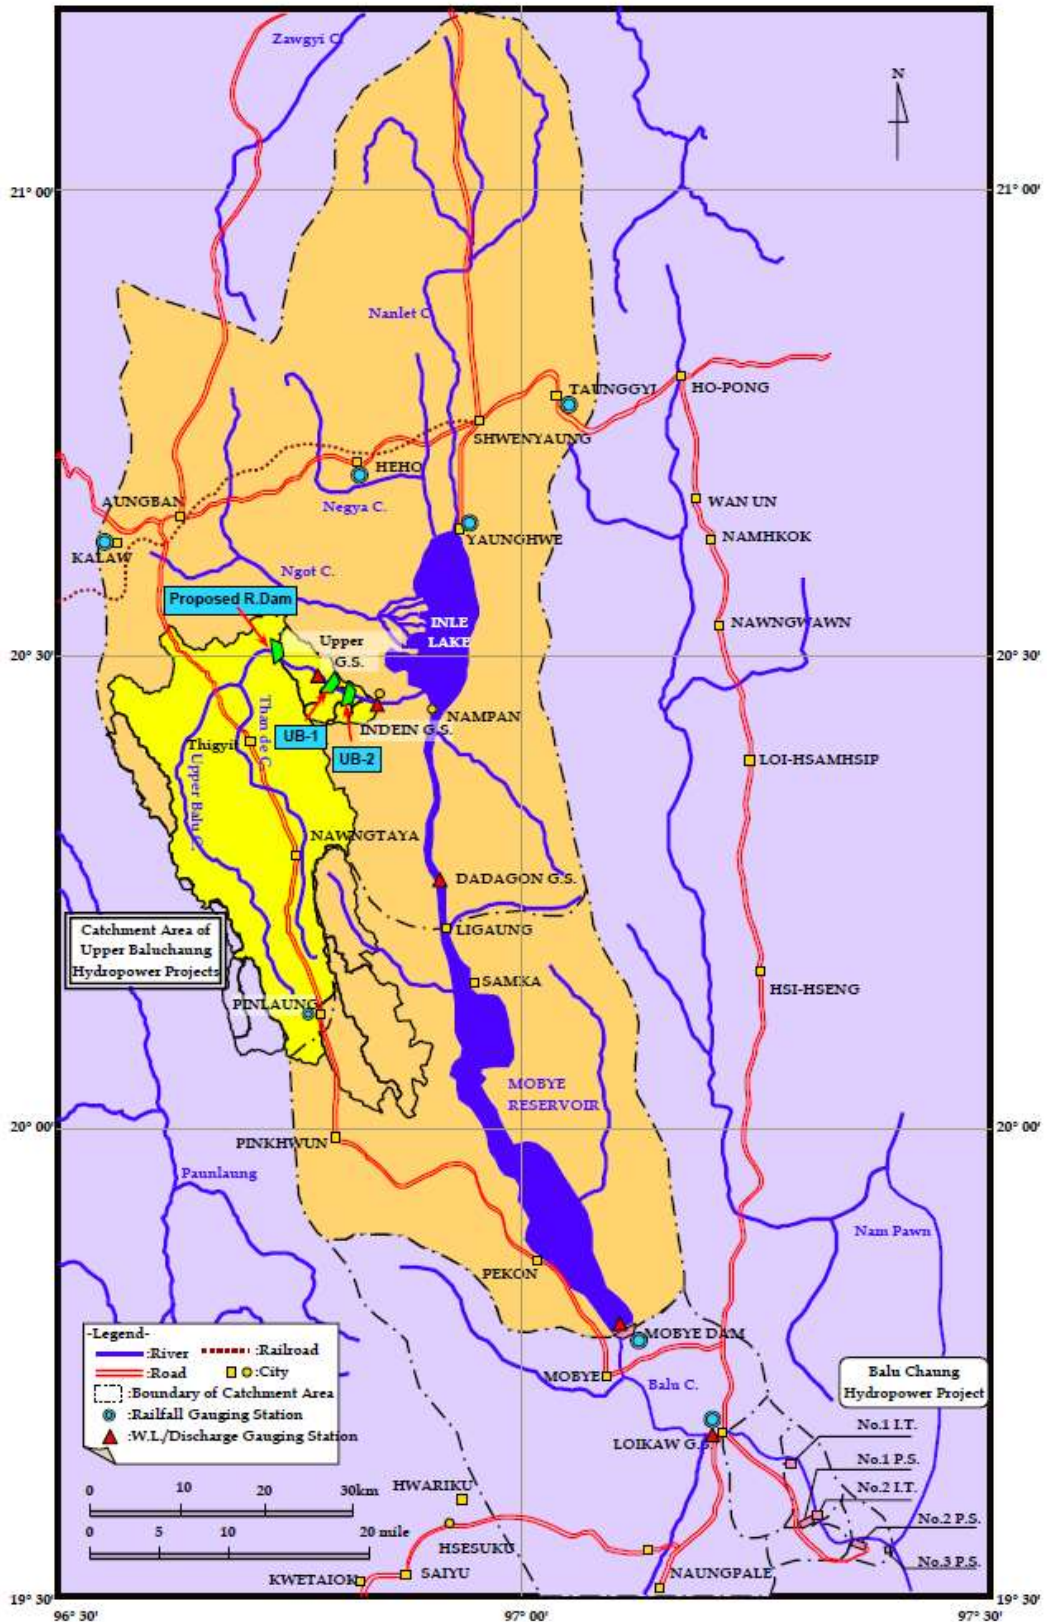 Zawgyi C.
N
21° 00'
21° 00'
Nanlet C
TAUNGGYI
HO-PONG
SHWENYAUNG
HEHO
AUNGBAN
Negya C.
WAN UN
YAUNGHWE
NAMHKOK
KALAW
Ngot C.
Proposed R.Dam
INLE
LAKE
NAWNGWAWN
Upper
G.S.
20° 30'
20° 30'
NAMPAN
INDEIN G.S.
UB-1
UB-2
Thande C.
Thigyit
Upper Balu C.
LOI-HSAMHSIP
NAWNGTAYA
DADAGON G.S.
LIGAUNG
Catchment Area of
Upper Baluchaung
Hydropower Projects
SAMKA
HSI-HSENG
PINLAUNG
MOBYE
RESERVOIR
20° 00'
20° 00'
PINKHWUN
Paunlaung
Nam Pawn
PEKON
MOBYE DAM
MOBYE
Balu C.
Balu Chaung
Hydropower Project
-Legend-
:River
:Railroad
:Road
:City
:Boundary of Catchment Area
:Railfall Gauging Station
:W.L./Discharge Gauging Station
LOIKAW G.S.
No.1 I.T.
No.1 P.S.
No.2 I.T.
No.2 P.S.
No.3 P.S.
0 10 20 30km
0 5 10 20 mile
HWARIKU
HSESUKU
KWETAIOK
SAIYU
NAUNGPALE
19° 30'
19° 30'
96° 30'
97° 00'
97° 30'